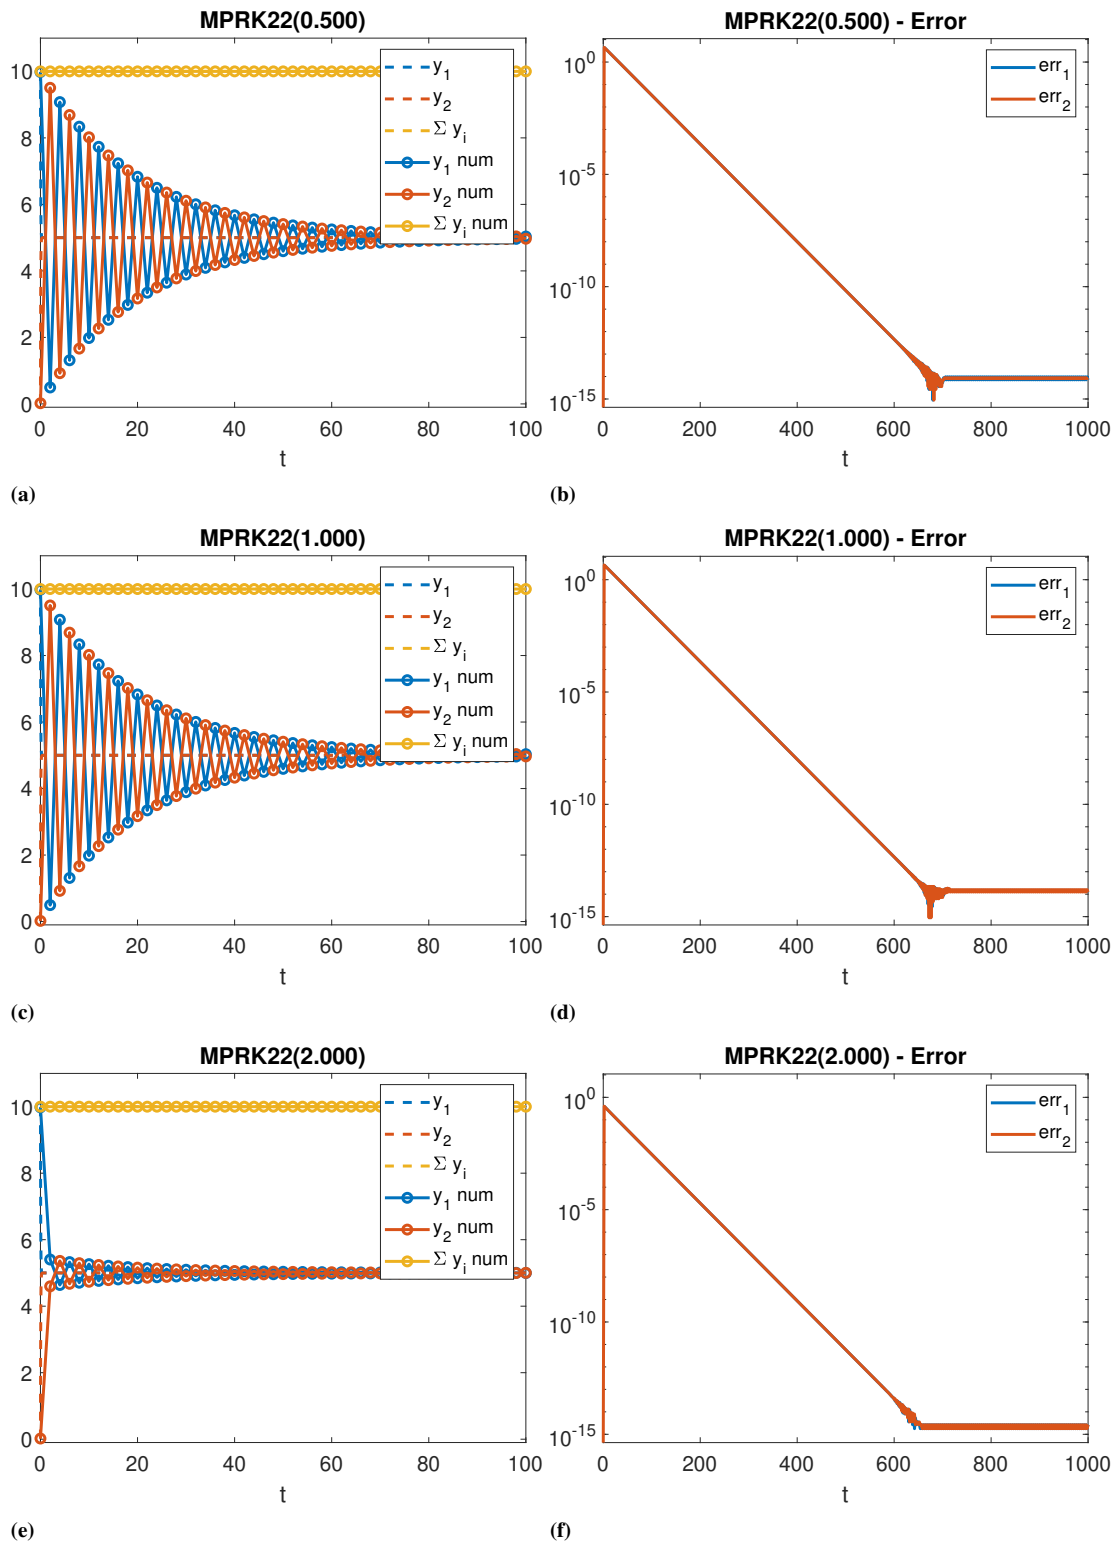 MPRK22(0.500)
10
8
6
4
2
0
0 20 40 60 80 100
t
y1
y2
Σ yi
y1 num
y2 num
Σ yi num
(a)
MPRK22(0.500) - Error
10^0
10^-5
10^-10
10^-15
0 200 400 600 800 1000
t
err1
err2
(b)
MPRK22(1.000)
10
8
6
4
2
0
0 20 40 60 80 100
t
y1
y2
Σ yi
y1 num
y2 num
Σ yi num
(c)
MPRK22(1.000) - Error
10^0
10^-5
10^-10
10^-15
0 200 400 600 800 1000
t
err1
err2
(d)
MPRK22(2.000)
10
8
6
4
2
0
0 20 40 60 80 100
t
y1
y2
Σ yi
y1 num
y2 num
Σ yi num
(e)
MPRK22(2.000) - Error
10^0
10^-5
10^-10
10^-15
0 200 400 600 800 1000
t
err1
err2
(f)